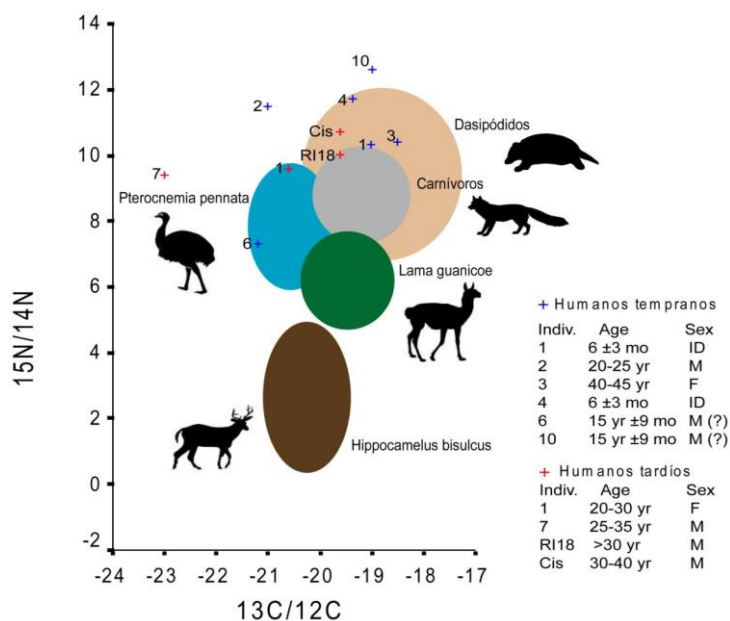 14
12
10
8
6
4
2
0
-2
15N/14N
-24 -23 -22 -21 -20 -19 -18 -17
13C/12C
10
2
4
Cis
3
1
RI18
1
7
6
Dasipódidos
Carnívoros
Pterocnemia pennata
Lama guanicoe
Hippocamelus bisulcus
+ Humanos tempranos
Indiv. Age Sex
1 6 ±3 mo ID
2 20-25 yr M
3 40-45 yr F
4 6 ±3 mo ID
6 15 yr ±9 mo M (?)
10 15 yr ±9 mo M (?)
+ Humanos tardíos
Indiv. Age Sex
1 20-30 yr F
7 25-35 yr M
RI18 >30 yr M
Cis 30-40 yr M